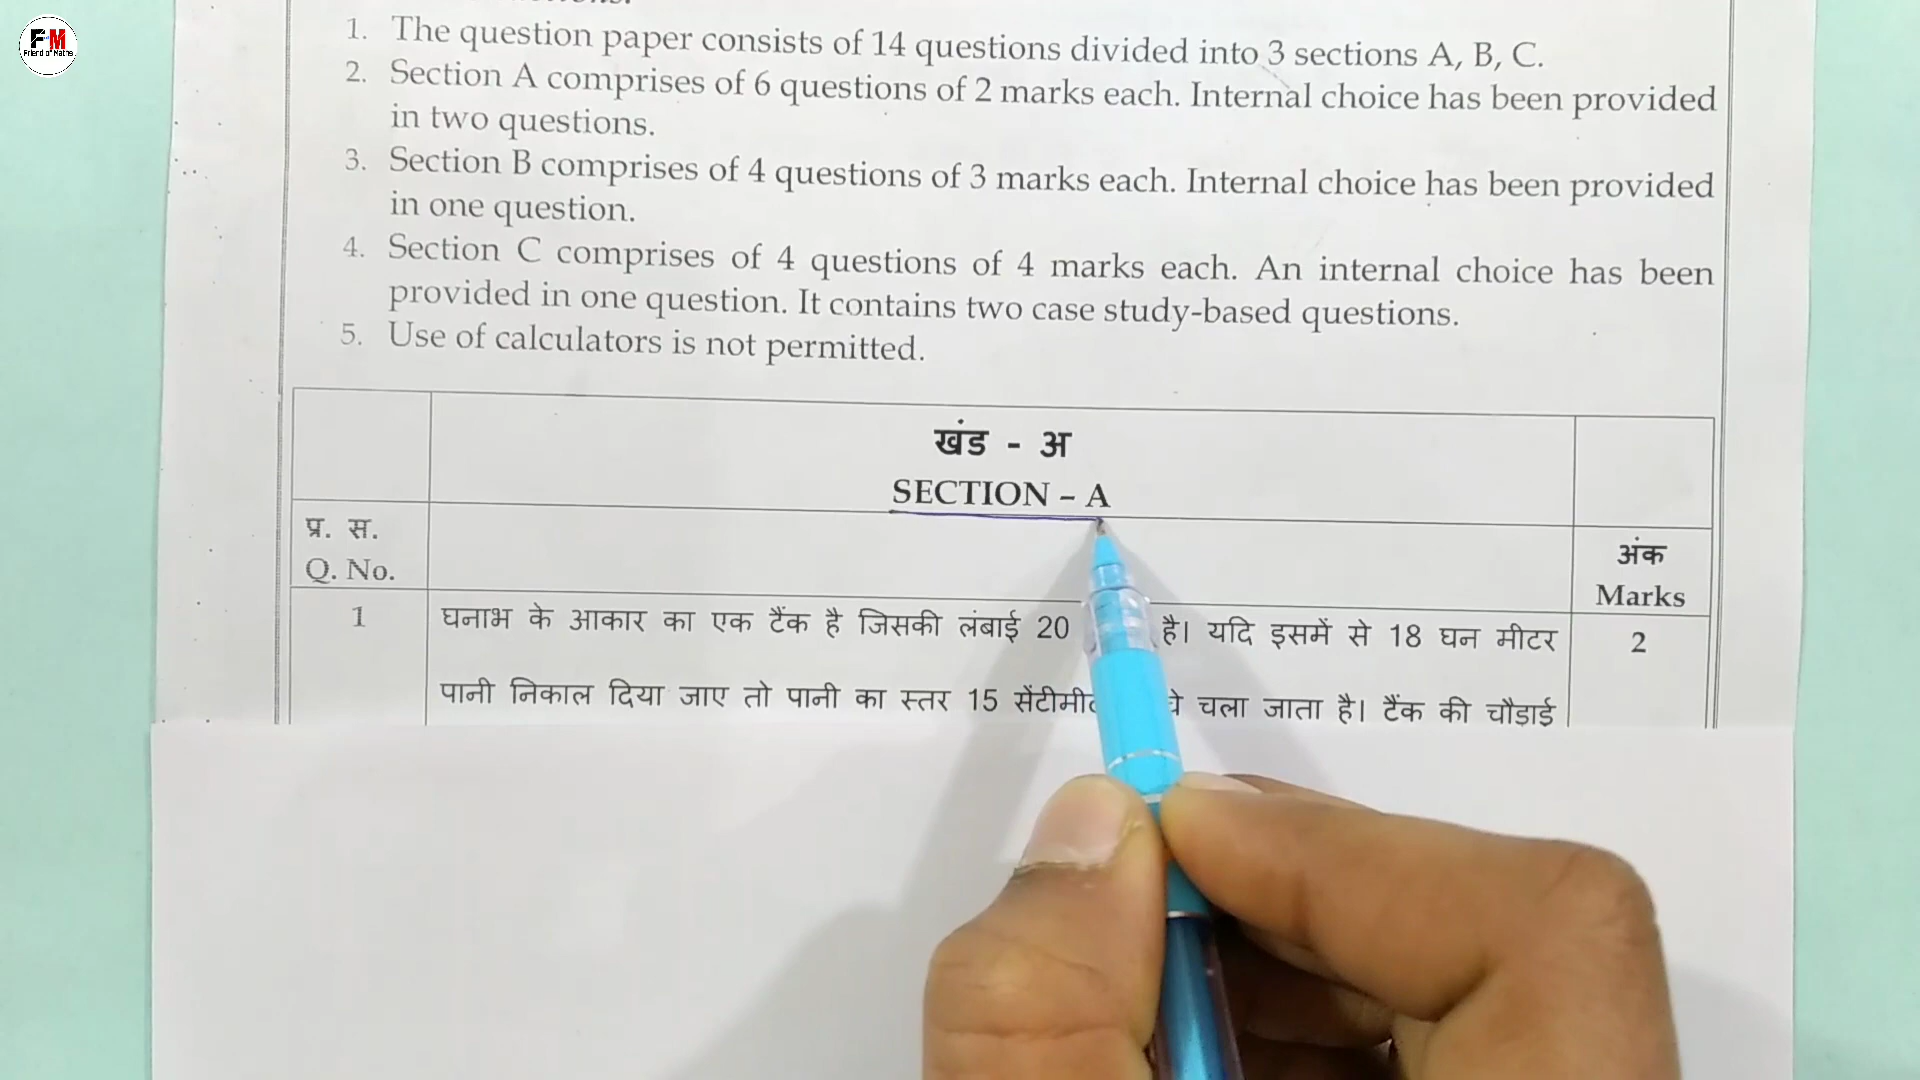 FM
Friend of Maths
1. The question paper consists of 14 questions divided into 3 sections A, B, C.
2. Section A comprises of 6 questions of 2 marks each. Internal choice has been provided
in two questions.
3. Section B comprises of 4 questions of 3 marks each. Internal choice has been provided
in one question.
4. Section C comprises of 4 questions of 4 marks each. An internal choice has been
provided in one question. It contains two case study-based questions.
5. Use of calculators is not permitted.
खंड - अ
SECTION – A
प्र. स.
Q. No.
अंक
Marks
1 घनाभ के आकार का एक टैंक है जिसकी लंबाई 20 है। यदि इसमें से 18 घन मीटर 2
पानी निकाल दिया जाए तो पानी का स्तर 15 चला जाता है। टैंक की चौड़ाई